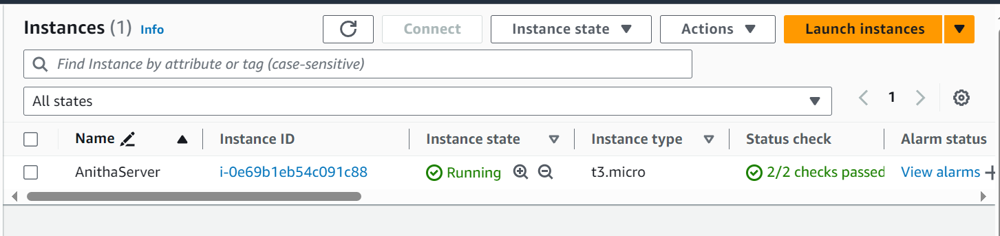 Instances (1) Info Connect Instance state Actions Launch instances
Find Instance by attribute or tag (case-sensitive)
All states 1
Name Instance ID Instance state Instance type Status check Alarm status
AnithaServer i-0e69b1eb54c091c88 Running t3.micro 2/2 checks passed View alarms